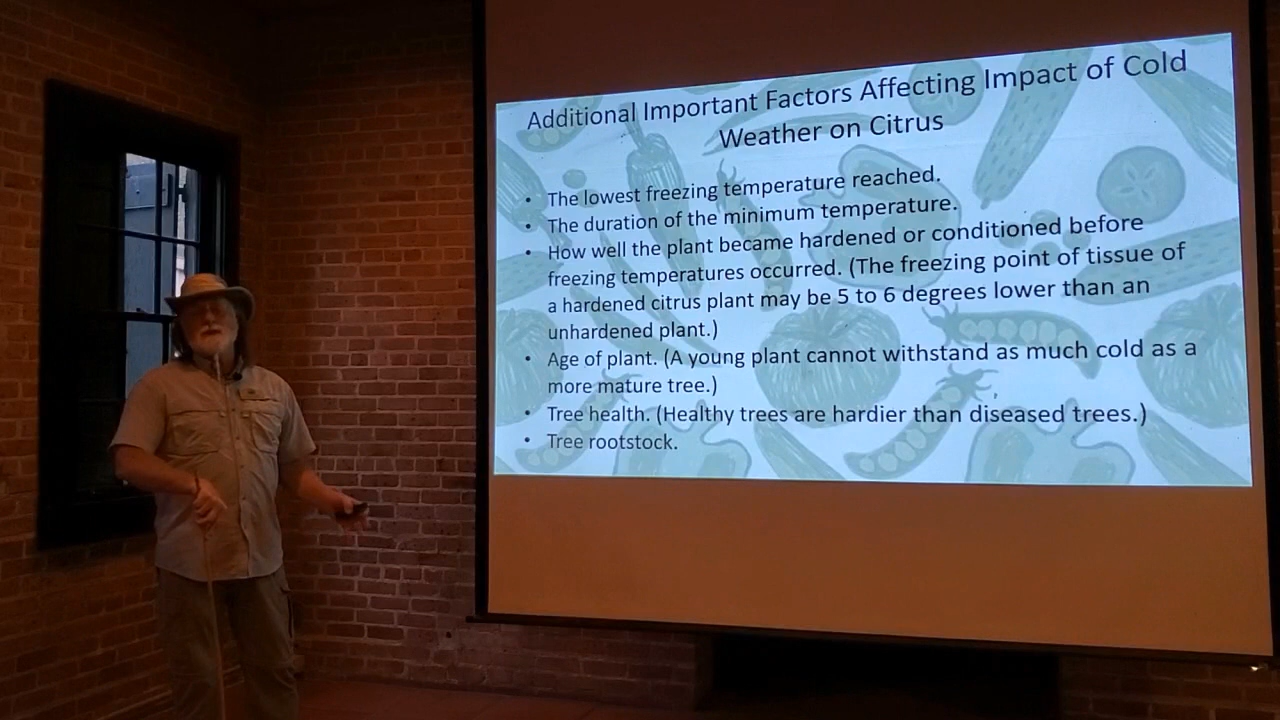 Additional Important Factors Affecting Impact of Cold
Weather on Citrus
• The lowest freezing temperature reached.
• The duration of the minimum temperature.
• How well the plant became hardened or conditioned before
freezing temperatures occurred. (The freezing point of tissue of
a hardened citrus plant may be 5 to 6 degrees lower than an
unhardened plant.)
• Age of plant. (A young plant cannot withstand as much cold as a
more mature tree.)
• Tree health. (Healthy trees are hardier than diseased trees.)
• Tree rootstock.